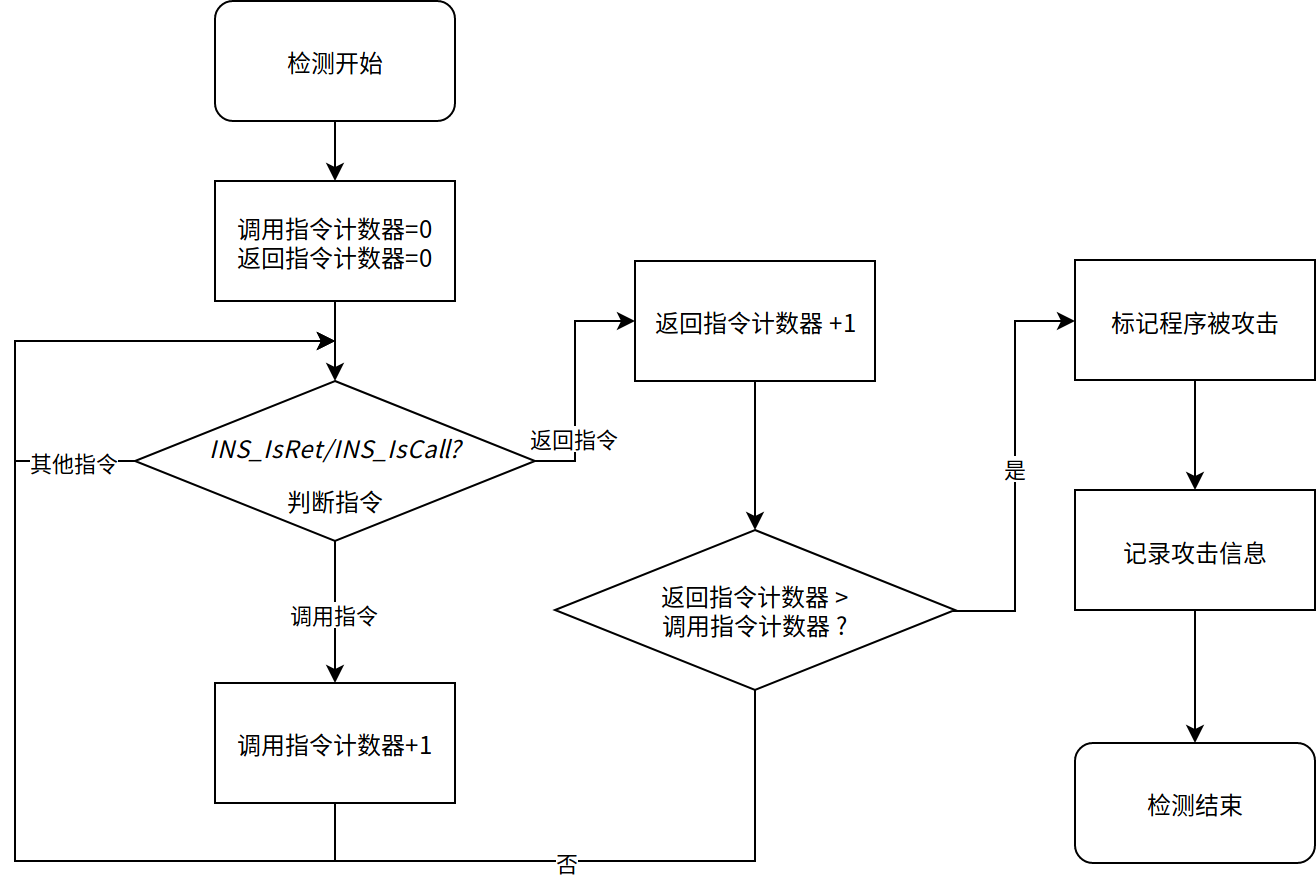 检测开始
调用指令计数器=0
返回指令计数器=0
INS_IsRet/INS_IsCall?
判断指令
其他指令
返回指令
调用指令
调用指令计数器+1
返回指令计数器 +1
返回指令计数器 >
调用指令计数器 ?
否
是
标记程序被攻击
记录攻击信息
检测结束